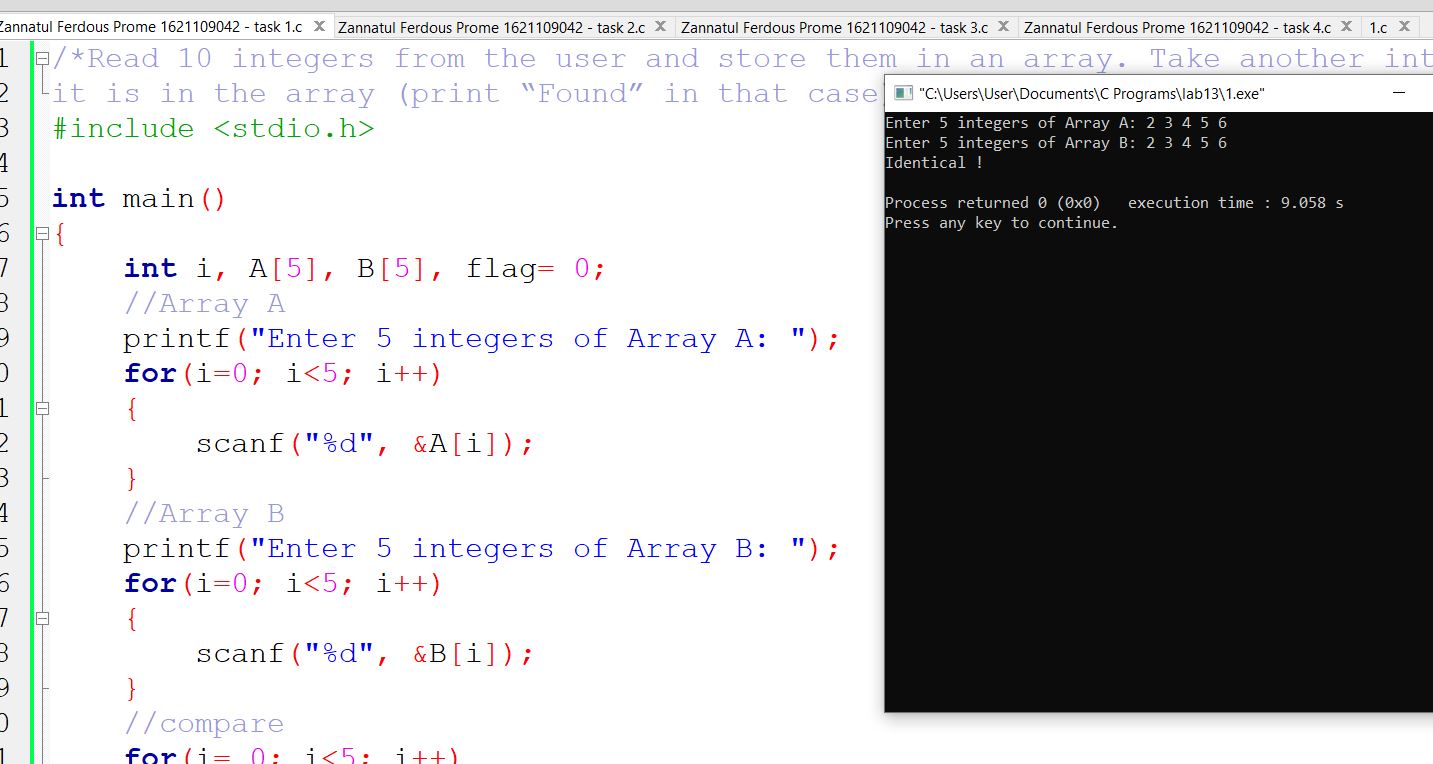 Zannatul Ferdous Prome 1621109042 - task 1.c Zannatul Ferdous Prome 1621109042 - task 2.c Zannatul Ferdous Prome 1621109042 - task 3.c Zannatul Ferdous Prome 1621109042 - task 4.c 1.c
1 /*Read 10 integers from the user and store them in an array. Take another int
2 it is in the array (print “Found” in that case
3 #include <stdio.h>
4
5 int main()
6 {
7 int i, A[5], B[5], flag= 0;
8 //Array A
9 printf("Enter 5 integers of Array A: ");
0 for(i=0; i<5; i++)
1 {
2 scanf("%d", &A[i]);
3 }
4 //Array B
5 printf("Enter 5 integers of Array B: ");
6 for(i=0; i<5; i++)
7 {
8 scanf("%d", &B[i]);
9 }
0 //compare
1 for(i= 0; i<5; i++)
"C:\Users\User\Documents\C Programs\lab13\1.exe"
Enter 5 integers of Array A: 2 3 4 5 6
Enter 5 integers of Array B: 2 3 4 5 6
Identical !
Process returned 0 (0x0) execution time : 9.058 s
Press any key to continue.